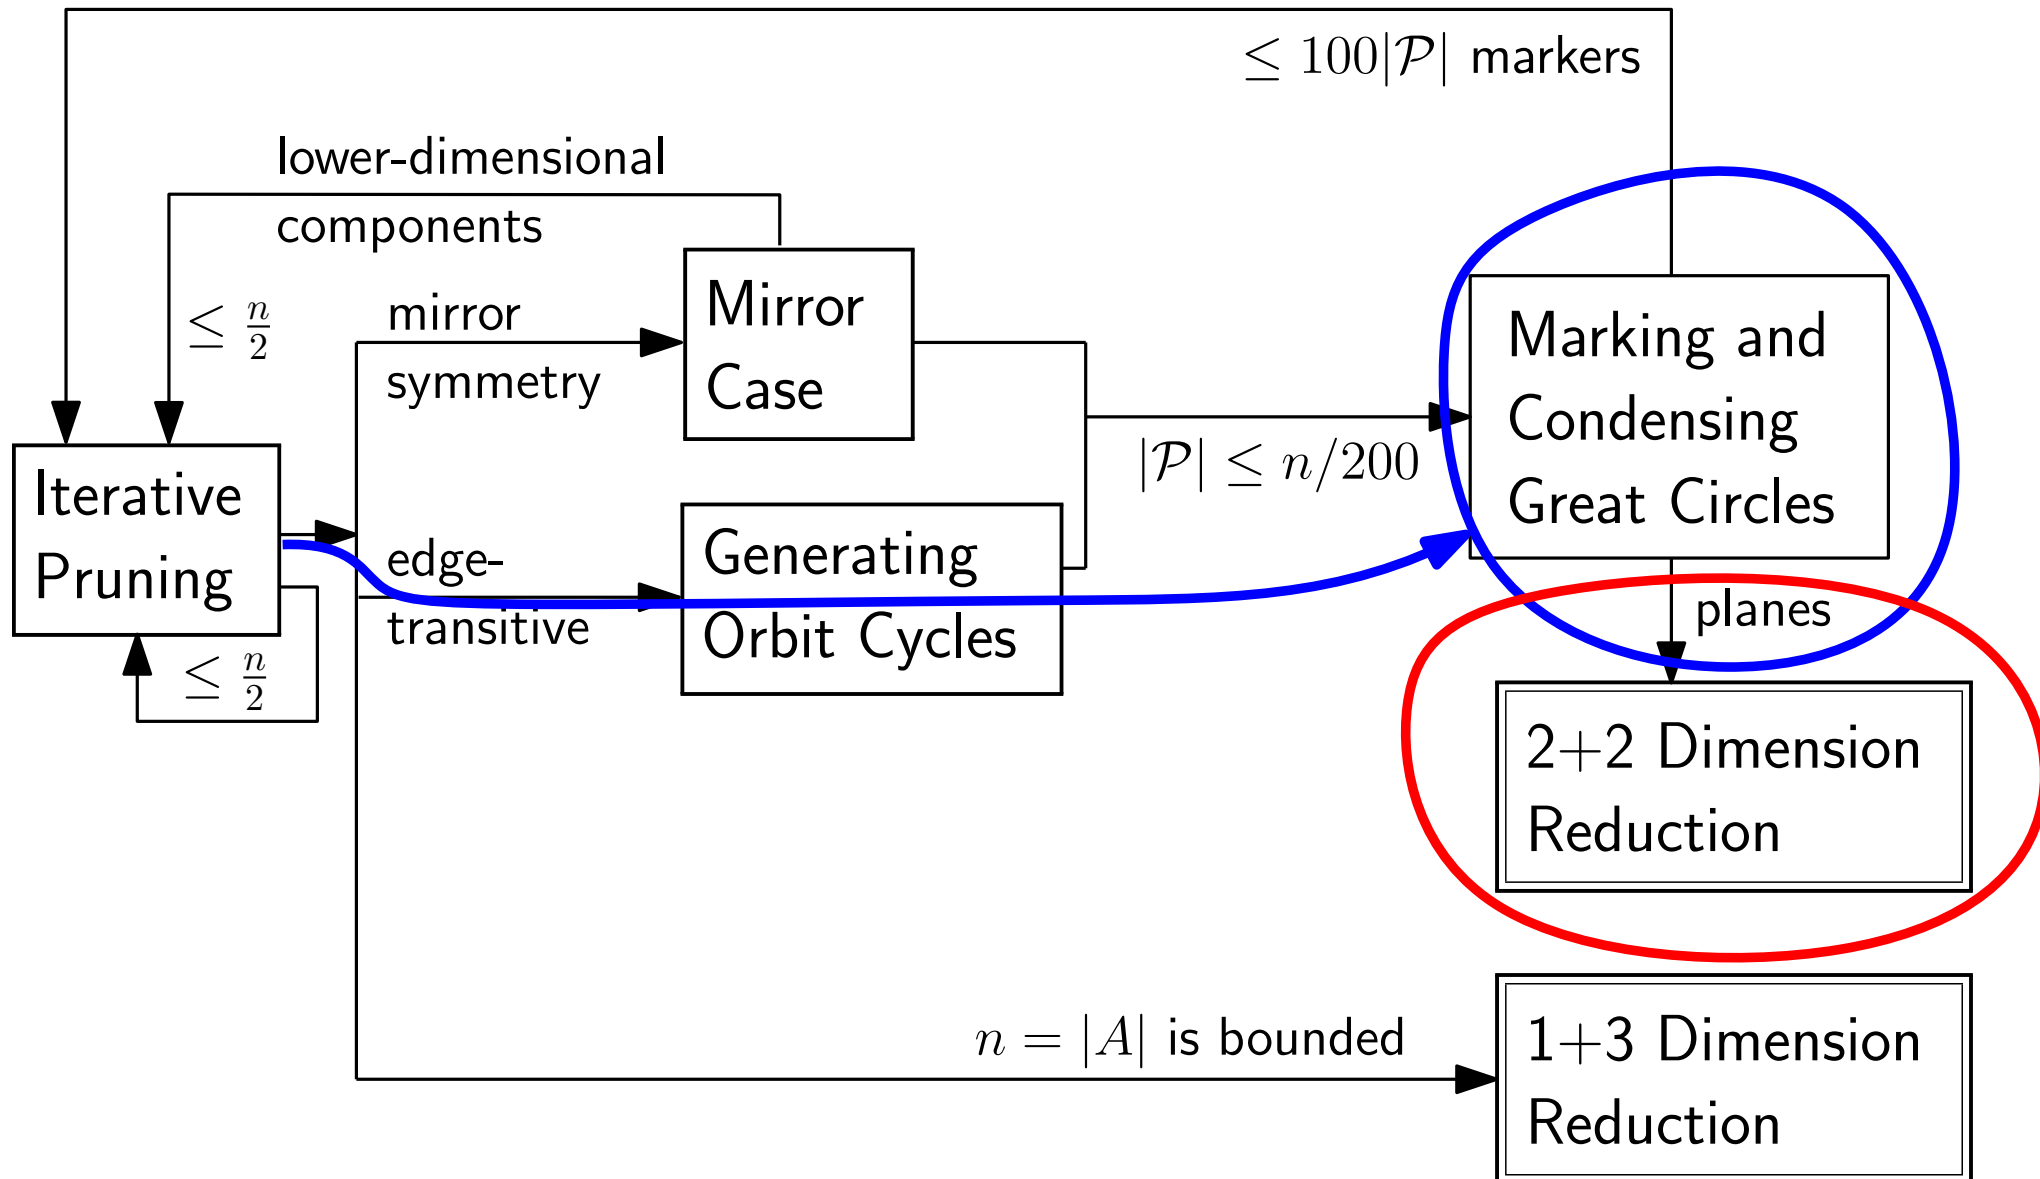 ≤ 100|𝒫| markers
lower-dimensional
components
≤ n/2
mirror
symmetry
Mirror
Case
Marking and
Condensing
Great Circles
|𝒫| ≤ n/200
Iterative
Pruning
≤ n/2
edge-
transitive
Generating
Orbit Cycles
planes
2+2 Dimension
Reduction
n = |A| is bounded
1+3 Dimension
Reduction